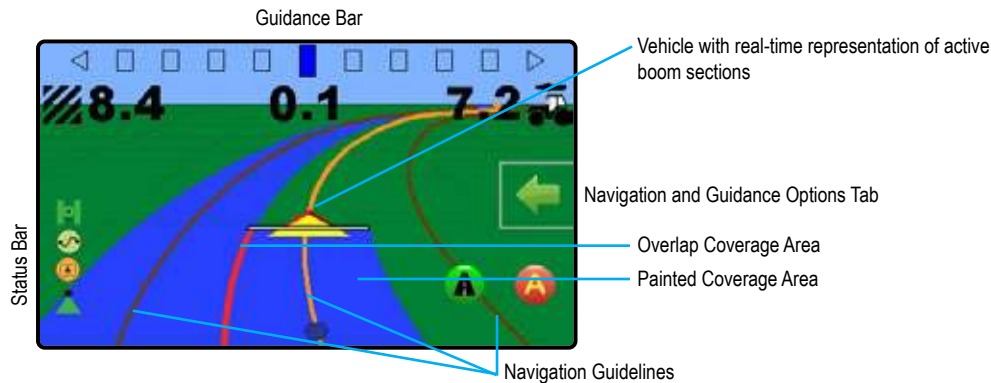 Guidance Bar
8.4
0.1
7.2
Vehicle with real-time representation of active
boom sections
Navigation and Guidance Options Tab
Status Bar
Overlap Coverage Area
Painted Coverage Area
A
A
Navigation Guidelines